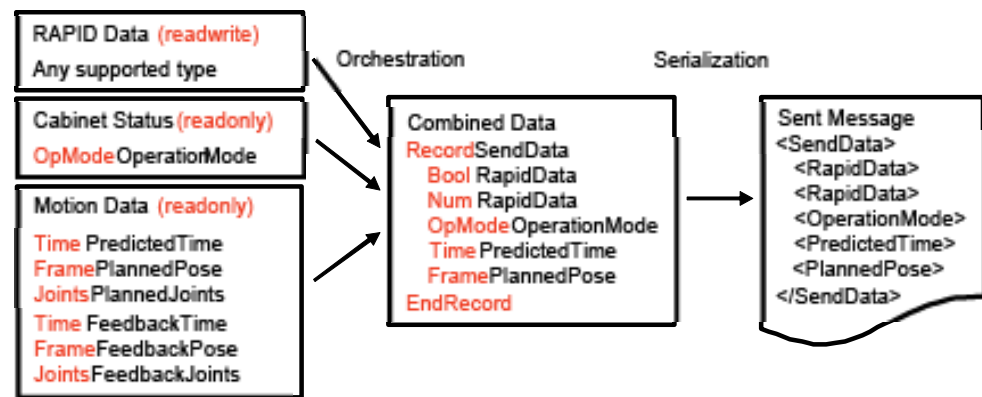 RAPID Data (readwrite)
Any supported type
Cabinet Status (readonly)
OpMode OperationMode
Motion Data (readonly)
Time PredictedTime
Frame PlannedPose
Joints PlannedJoints
Time FeedbackTime
Frame FeedbackPose
Joints FeedbackJoints
Orchestration
Combined Data
Record SendData
Bool RapidData
Num RapidData
OpMode OperationMode
Time PredictedTime
Frame PlannedPose
EndRecord
Serialization
Sent Message
<SendData>
<RapidData>
<RapidData>
<OperationMode>
<PredictedTime>
<PlannedPose>
</SendData>